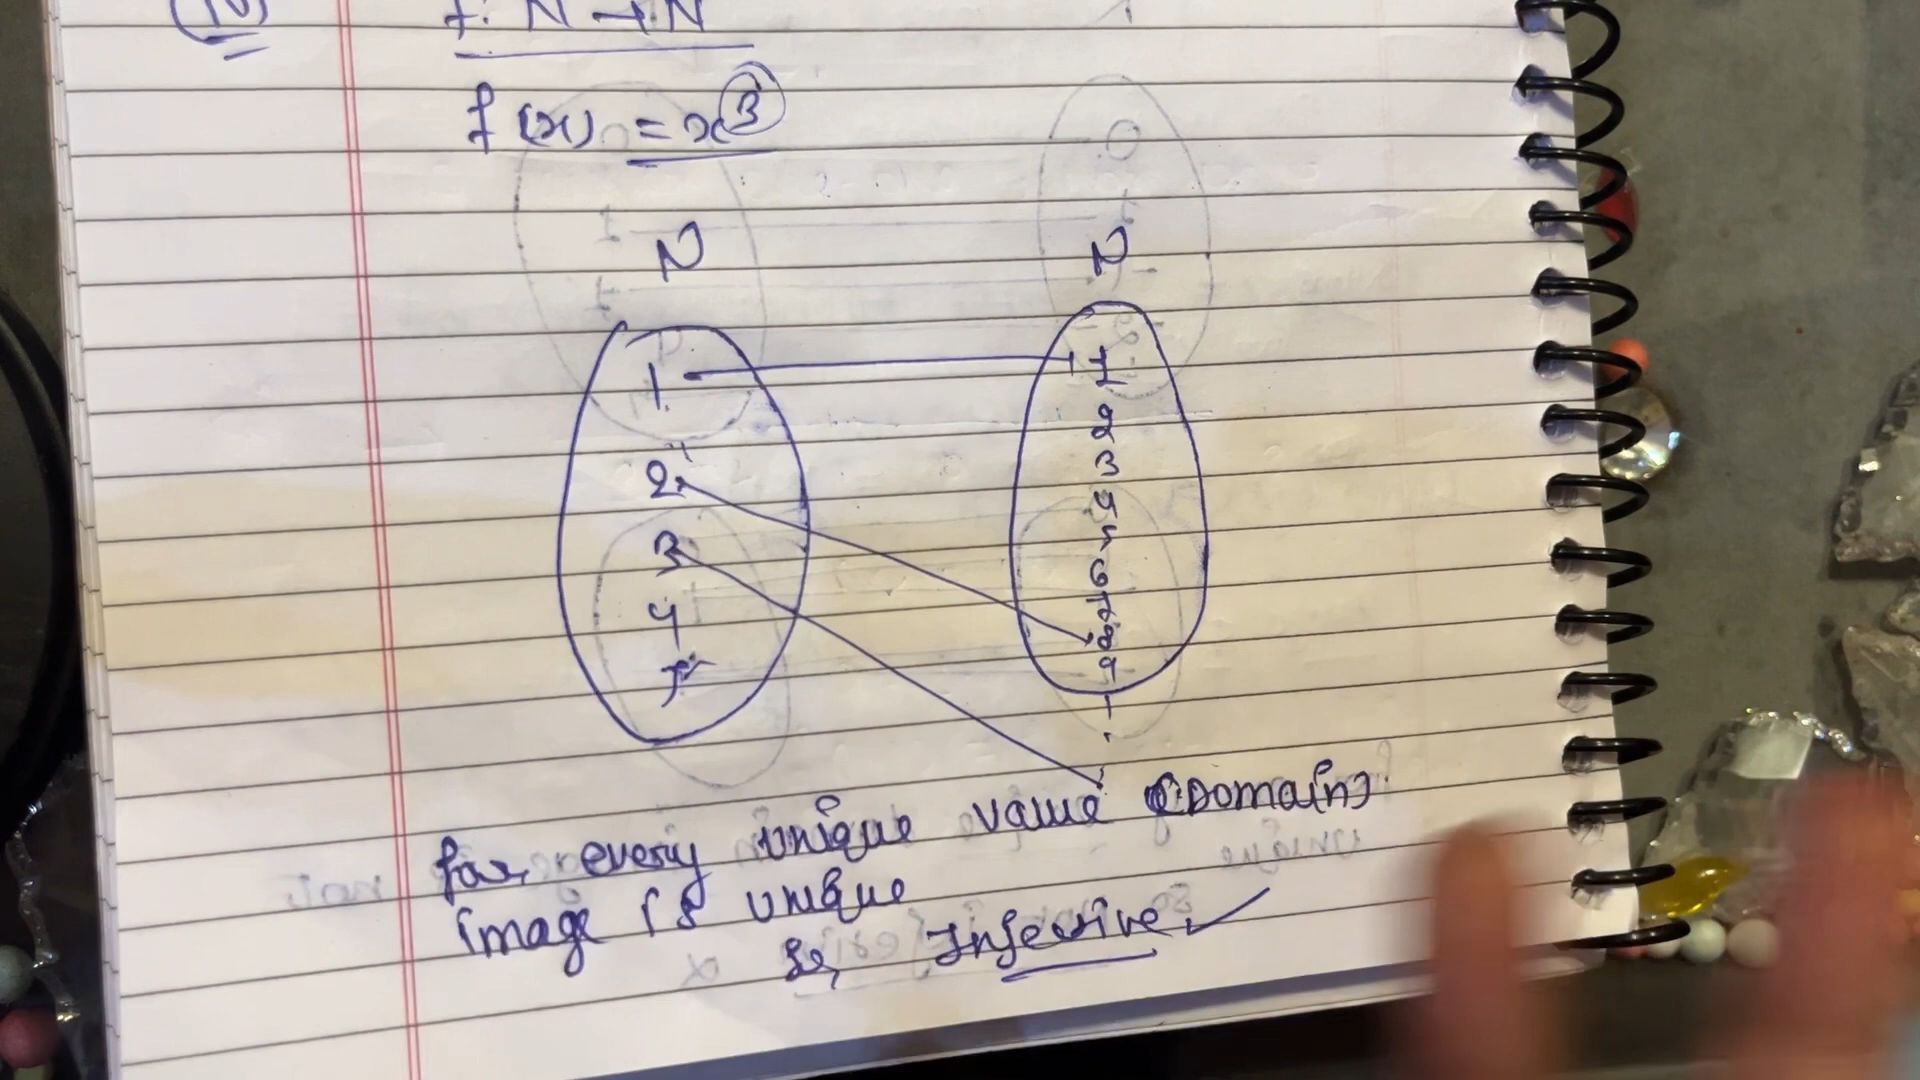 (iv) f: N → N
f(x) = x³
N N
1 1
2 2
3 3
4
5
6
7
8
9
for every unique value (Domain)
image is unique
So, Injective ✓